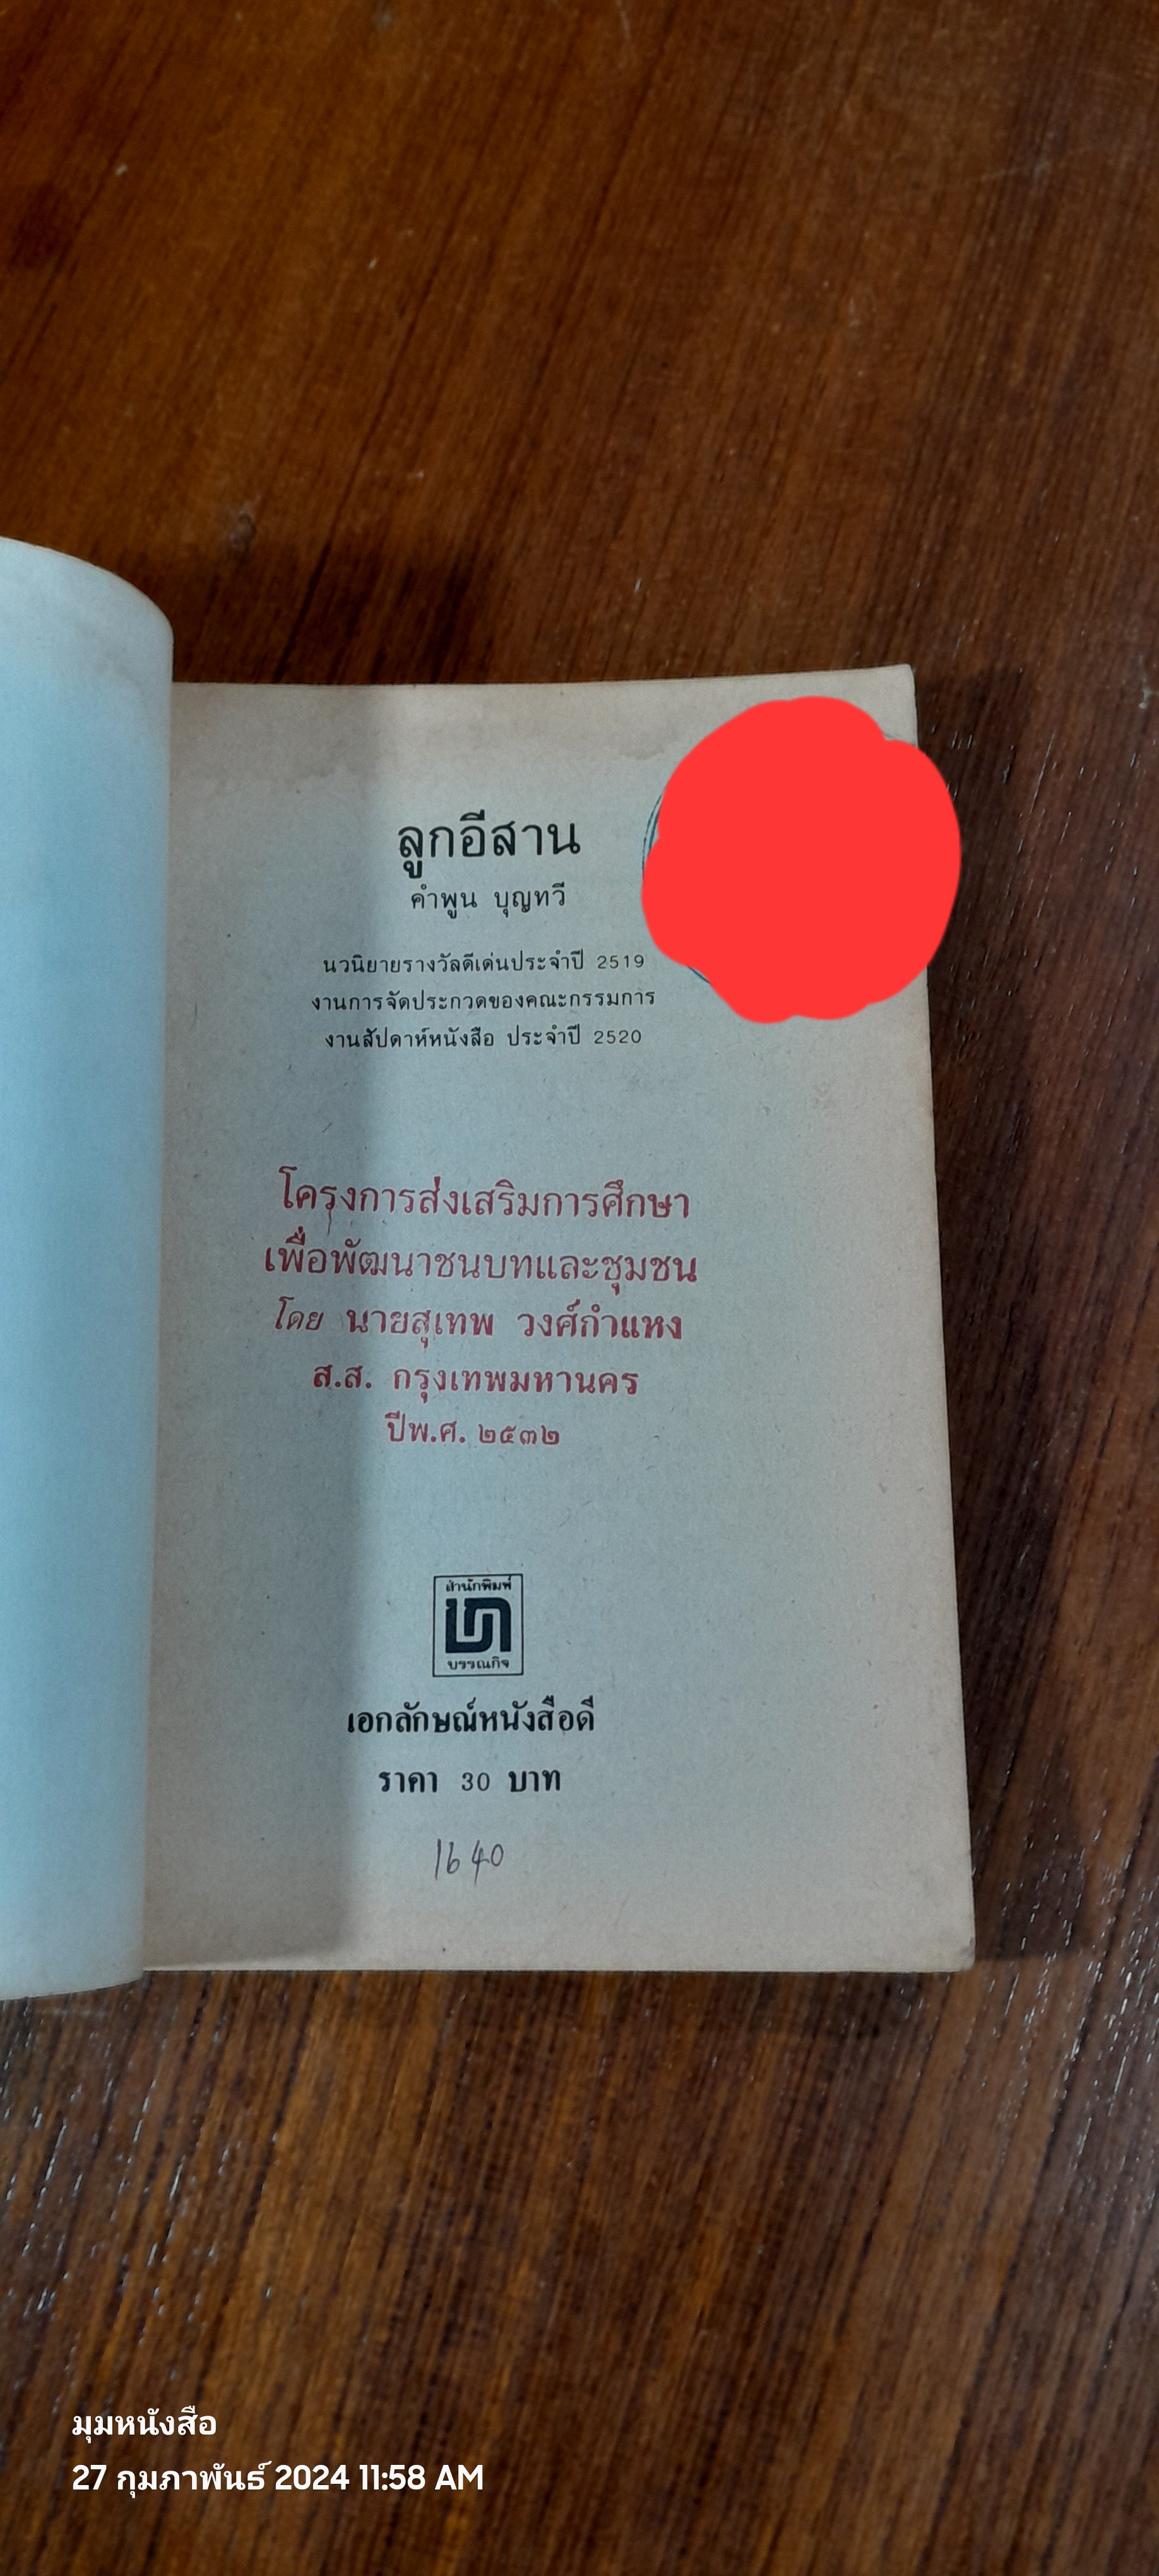 ลูกอีสาน
คำพูน บุญทวี
นวนิยายรางวัลดีเด่นประจำปี 2519
งานการจัดประกวดของคณะกรรมการ
งานสัปดาห์หนังสือ ประจำปี 2520
โครงการส่งเสริมการศึกษา
เพื่อพัฒนาชนบทและชุมชน
โดย นายสุเทพ วงศ์กำแหง
ส.ส. กรุงเทพมหานคร
ปีพ.ศ. ๒๕๓๒
สำนักพิมพ์
บรรณกิจ
เอกลักษณ์หนังสือดี
ราคา 30 บาท
1640
มุมหนังสือ
27 กุมภาพันธ์ 2024 11:58 AM